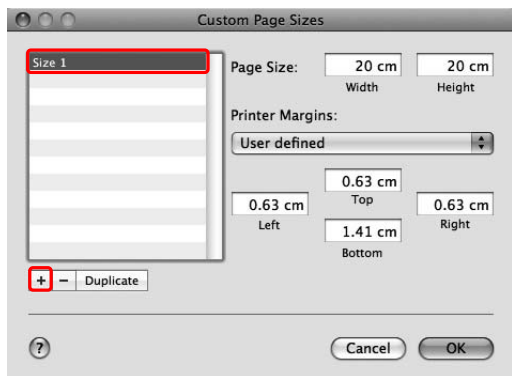 Custom Page Sizes
Size 1
Page Size:
20 cm
20 cm
Width
Height
Printer Margins:
User defined
0.63 cm
Top
0.63 cm
Left
0.63 cm
Right
1.41 cm
Bottom
+ − Duplicate
?
Cancel
OK